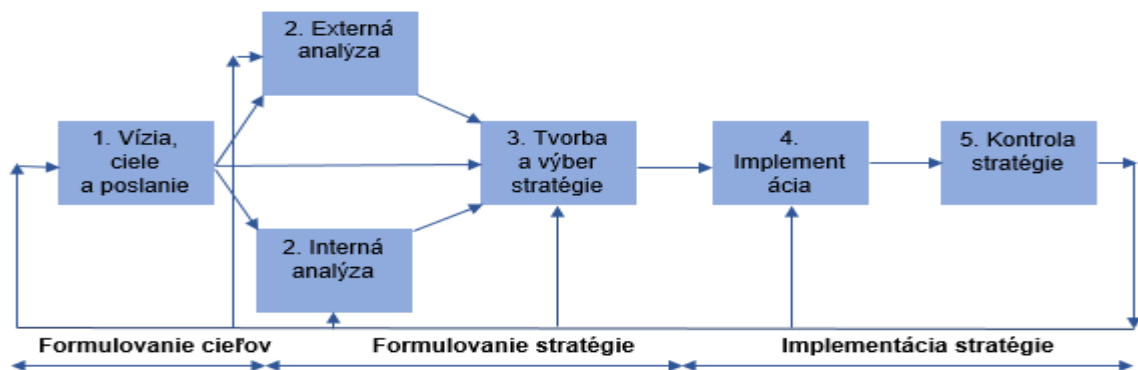 1. Vízia,
ciele
a poslanie
2. Externá
analýza
2. Interná
analýza
3. Tvorba
a výber
stratégie
4.
Implement
ácia
5. Kontrola
stratégie
Formulovanie cieľov
Formulovanie stratégie
Implementácia stratégie